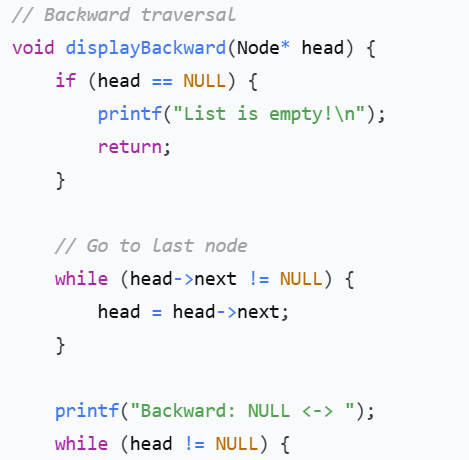 // Backward traversal
void displayBackward(Node* head) {
    if (head == NULL) {
        printf("List is empty!\n");
        return;
    }

    // Go to last node
    while (head->next != NULL) {
        head = head->next;
    }

    printf("Backward: NULL <-> ");
    while (head != NULL) {